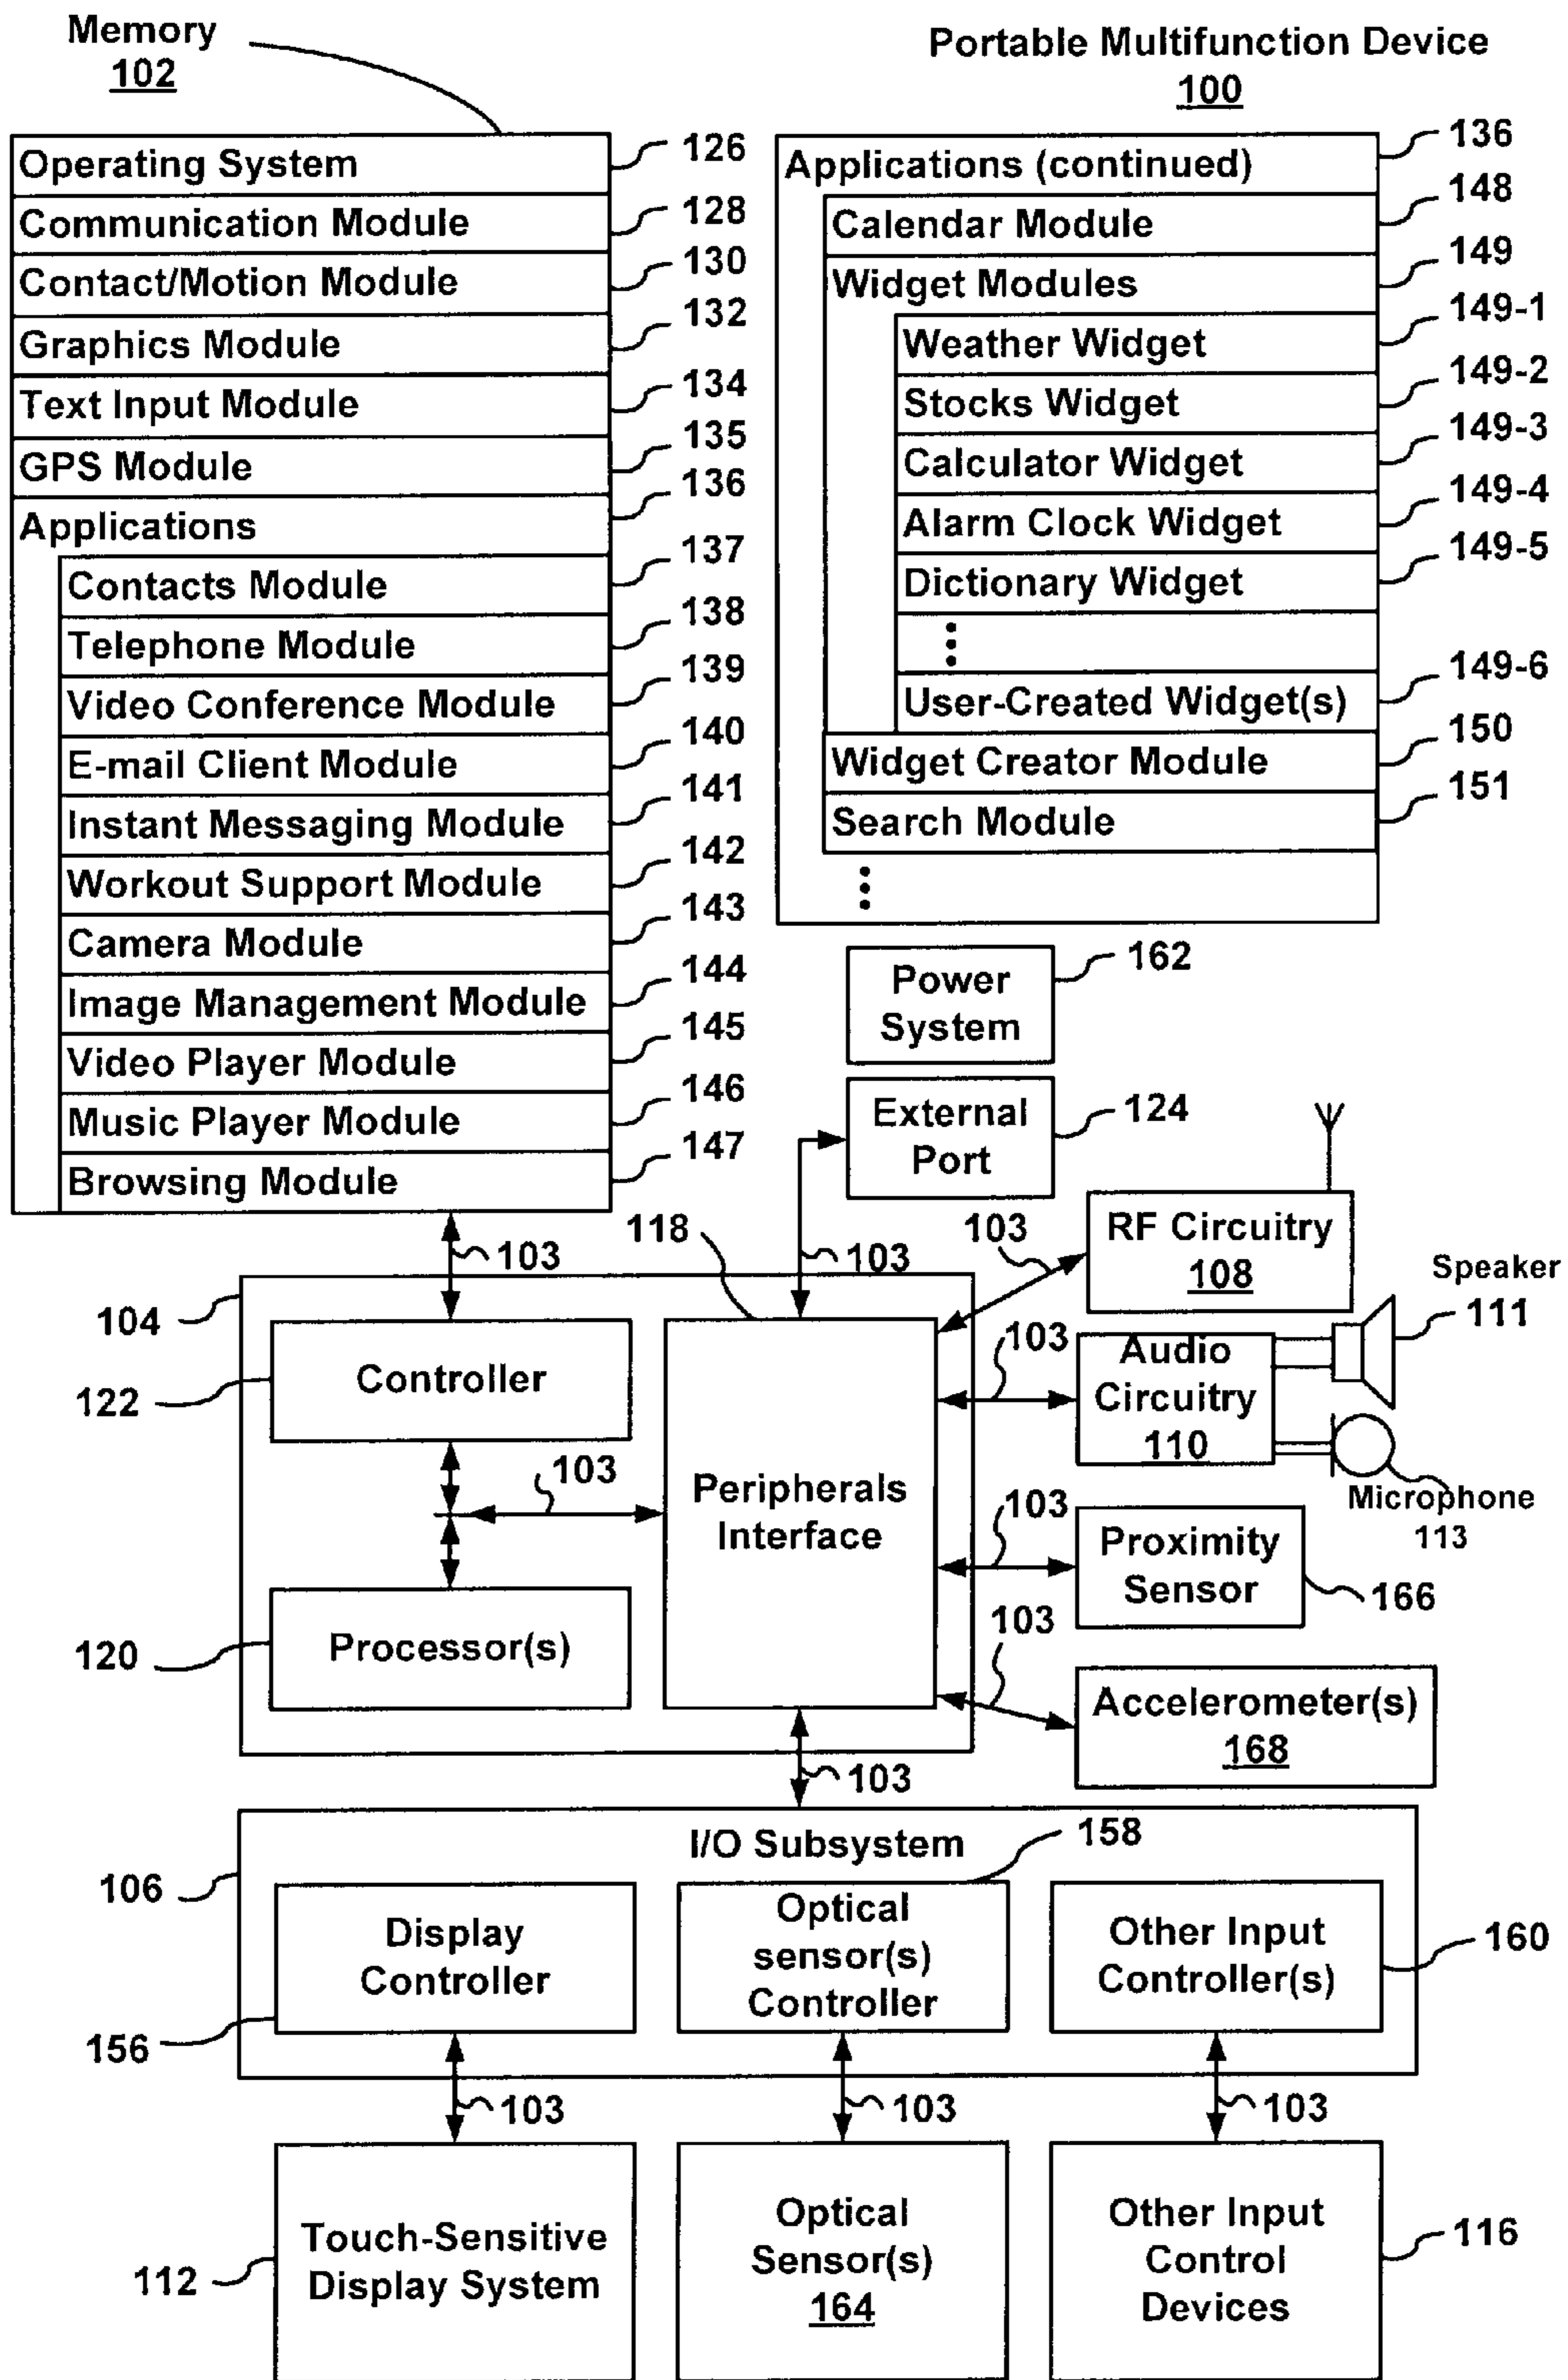 Memory
102
Portable Multifunction Device
100
Operating System
126
Communication Module
128
Contact/Motion Module
130
Graphics Module
132
Text Input Module
134
GPS Module
135
Applications
136
Contacts Module
137
Telephone Module
138
Video Conference Module
139
E-mail Client Module
140
Instant Messaging Module
141
Workout Support Module
142
Camera Module
143
Image Management Module
144
Video Player Module
145
Music Player Module
146
Browsing Module
147
Applications (continued)
136
Calendar Module
148
Widget Modules
149
Weather Widget
149-1
Stocks Widget
149-2
Calculator Widget
149-3
Alarm Clock Widget
149-4
Dictionary Widget
149-5
User-Created Widget(s)
149-6
Widget Creator Module
150
Search Module
151
Power
System
162
External
Port
124
103
118
103
103
RF Circuitry
108
Speaker
111
104
Controller
122
103
Audio
Circuitry
110
Microphone
113
103
Peripherals
Interface
103
Proximity
Sensor
166
Processor(s)
120
103
Accelerometer(s)
168
103
I/O Subsystem
106
158
Display
Controller
156
Optical
sensor(s)
Controller
Other Input
Controller(s)
160
103
103
103
Touch-Sensitive
Display System
112
Optical
Sensor(s)
164
Other Input
Control
Devices
116